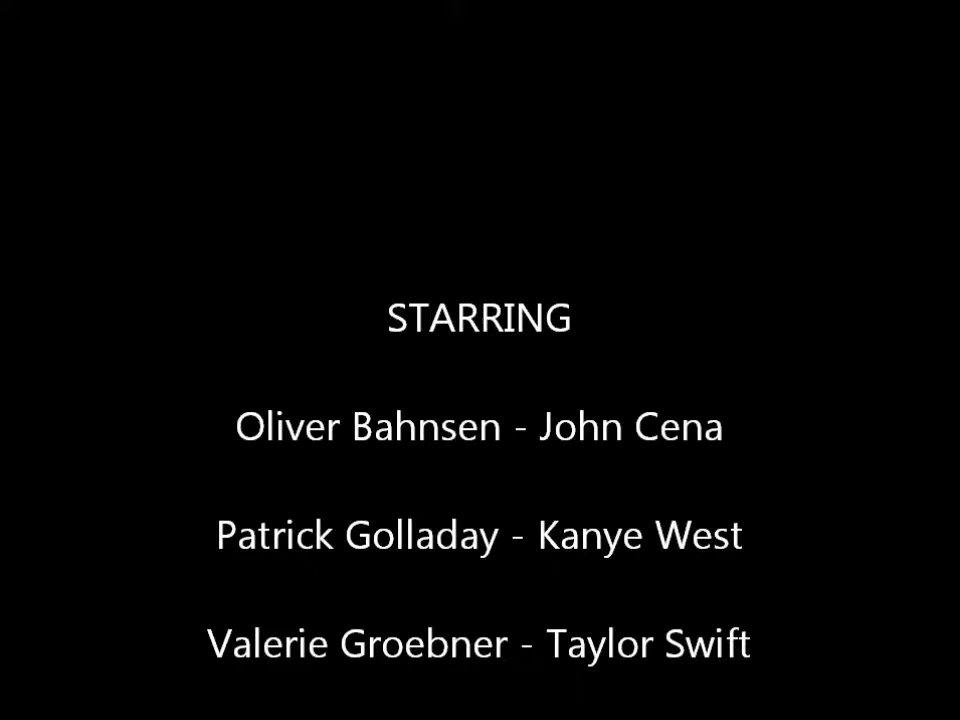 STARRING
Oliver Bahnsen - John Cena
Patrick Golladay - Kanye West
Valerie Groebner - Taylor Swift